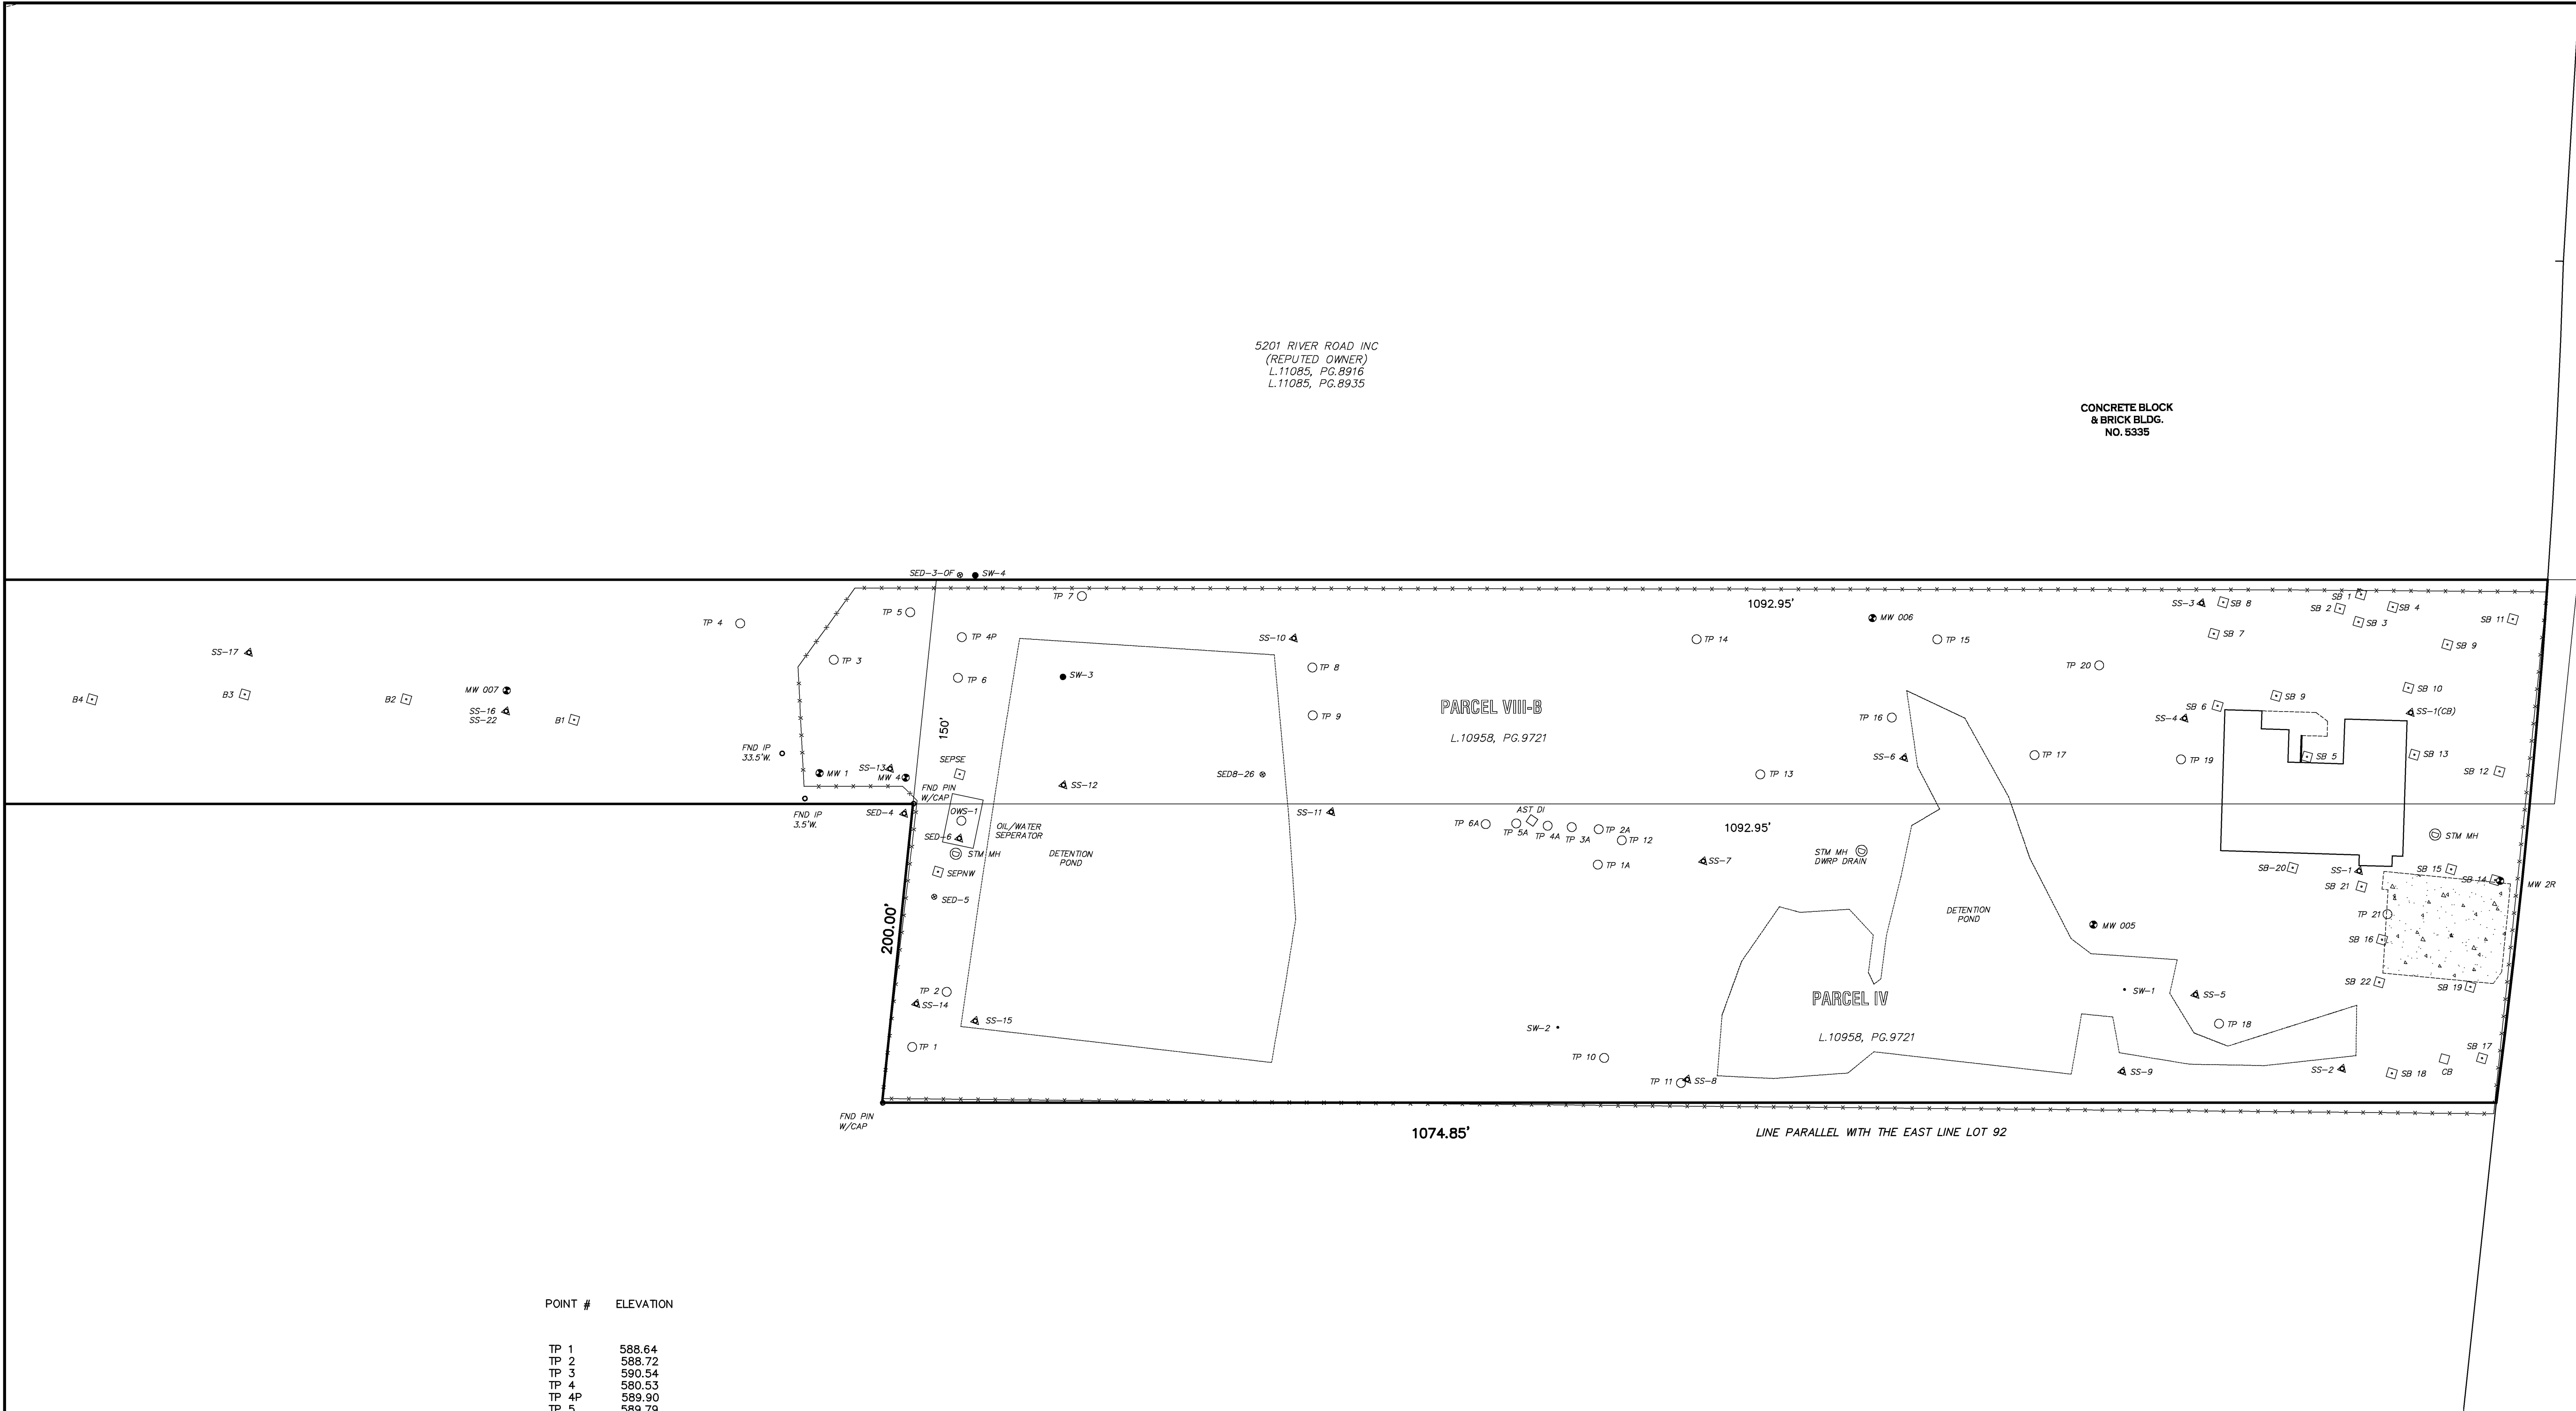 5201 RIVER ROAD INC
(REPUTED OWNER)
L.11085, PG.8916
L.11085, PG.8935
CONCRETE BLOCK
& BRICK BLDG.
NO. 5335
SED-3-OF
SW-4
TP 7
TP 5
TP 4
TP 3
TP 4P
TP 6
SS-17
B4
B3
B2
MW 007
SS-16
SS-22
B1
FND IP
33.5'W.
MW 1
SS-13
MW 4
FND IP
3.5'W.
150'
SEPSE
FND PIN
W/CAP
SED-4
OWS-1
SED-6
OIL/WATER
SEPERATOR
STM MH
SEPNW
SED-5
DETENTION
POND
200.00'
TP 2
SS-14
SS-15
TP 1
FND PIN
W/CAP
SW-3
SS-12
SS-10
TP 8
TP 9
SED8-26
SS-11
1092.95'
MW 006
TP 14
TP 15
TP 20
PARCEL VIII-B
L.10958, PG.9721
TP 16
SS-6
TP 17
TP 13
TP 19
AST DI
TP 6A
TP 5A
TP 4A
TP 3A
TP 2A
TP 12
TP 1A
1092.95'
SS-7
STM MH
DWRP DRAIN
DETENTION
POND
MW 005
PARCEL IV
L.10958, PG.9721
SW-1
SW-2
SS-5
TP 18
TP 10
TP 11
SS-8
SS-9
SS-2
SS-3
SB 8
SB 7
SB 1
SB 2
SB 3
SB 4
SB 11
SB 9
SB 9
SB 6
SB 10
SS-4
SS-1(CB)
SB 5
SB 13
SB 12
STM MH
SB-20
SS-1
SB 15
SB 14
SB 21
MW 2R
TP 21
SB 16
SB 22
SB 19
SB 17
SB 18
CB
1074.85'
LINE PARALLEL WITH THE EAST LINE LOT 92
POINT # ELEVATION
TP 1 588.64
TP 2 588.72
TP 3 590.54
TP 4 580.53
TP 4P 589.90
TP 5 589.79